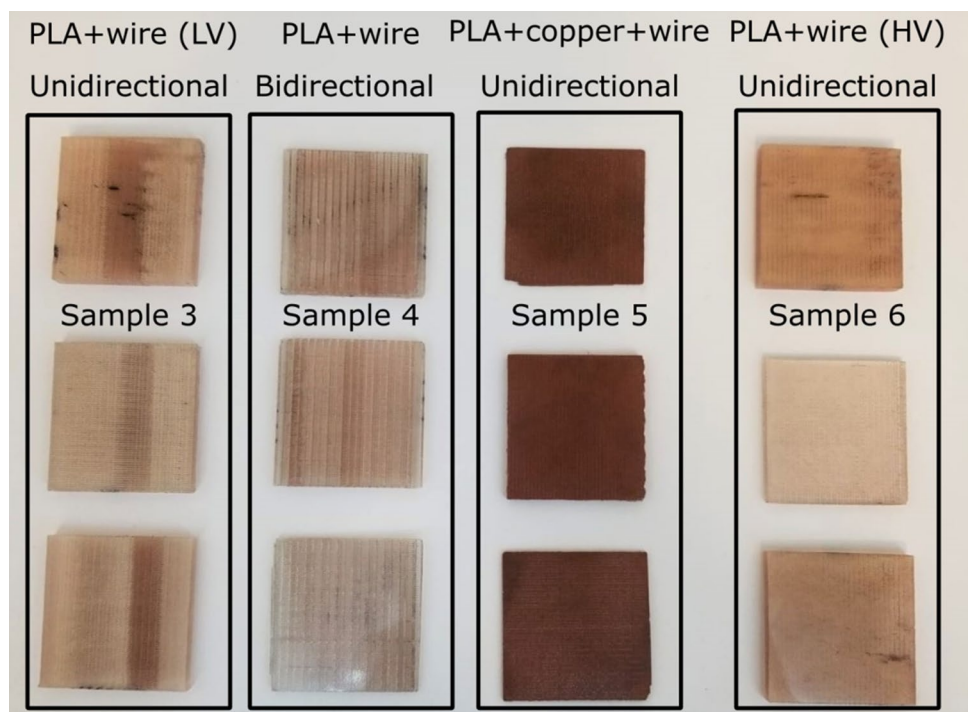 PLA+wire (LV) PLA+wire PLA+copper+wire PLA+wire (HV)
Unidirectional Bidirectional Unidirectional Unidirectional
Sample 3 Sample 4 Sample 5 Sample 6